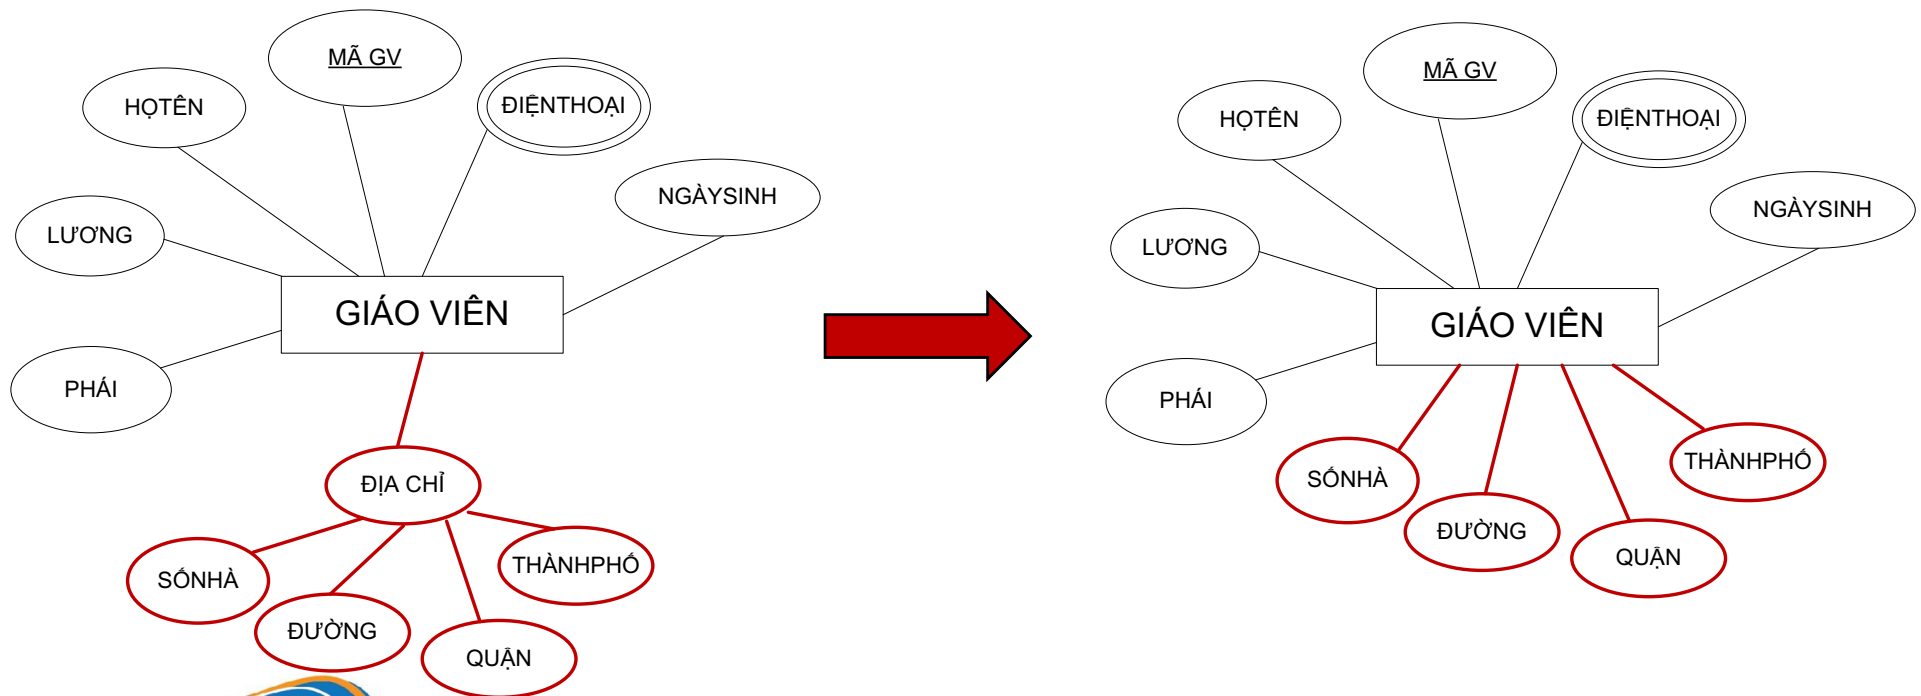 MÃ GV
HỌTÊN
ĐIỆNTHOẠI
LƯƠNG
NGÀYSINH
GIÁO VIÊN
PHÁI
ĐỊA CHỈ
SỐNHÀ
ĐƯỜNG
QUẬN
THÀNHPHỐ
MÃ GV
HỌTÊN
ĐIỆNTHOẠI
LƯƠNG
NGÀYSINH
GIÁO VIÊN
PHÁI
SỐNHÀ
ĐƯỜNG
QUẬN
THÀNHPHỐ